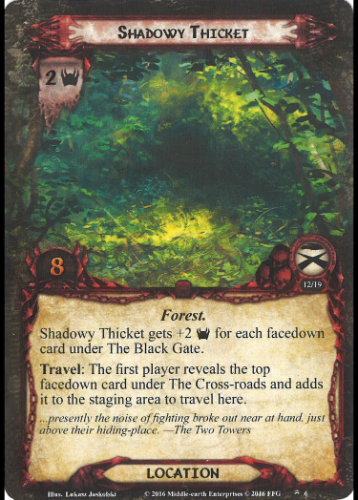 SHADOWY THICKET
2
8
12/19
Forest.
Shadowy Thicket gets +2 for each facedown
card under The Black Gate.
Travel: The first player reveals the top
facedown card under The Cross-roads and adds
it to the staging area to travel here.
...presently the noise of fighting broke out near at hand, just
above their hiding-place. —The Two Towers
LOCATION
Illus. Lukasz Jaskolski © 2016 Middle-earth Enterprises © 2016 FFG